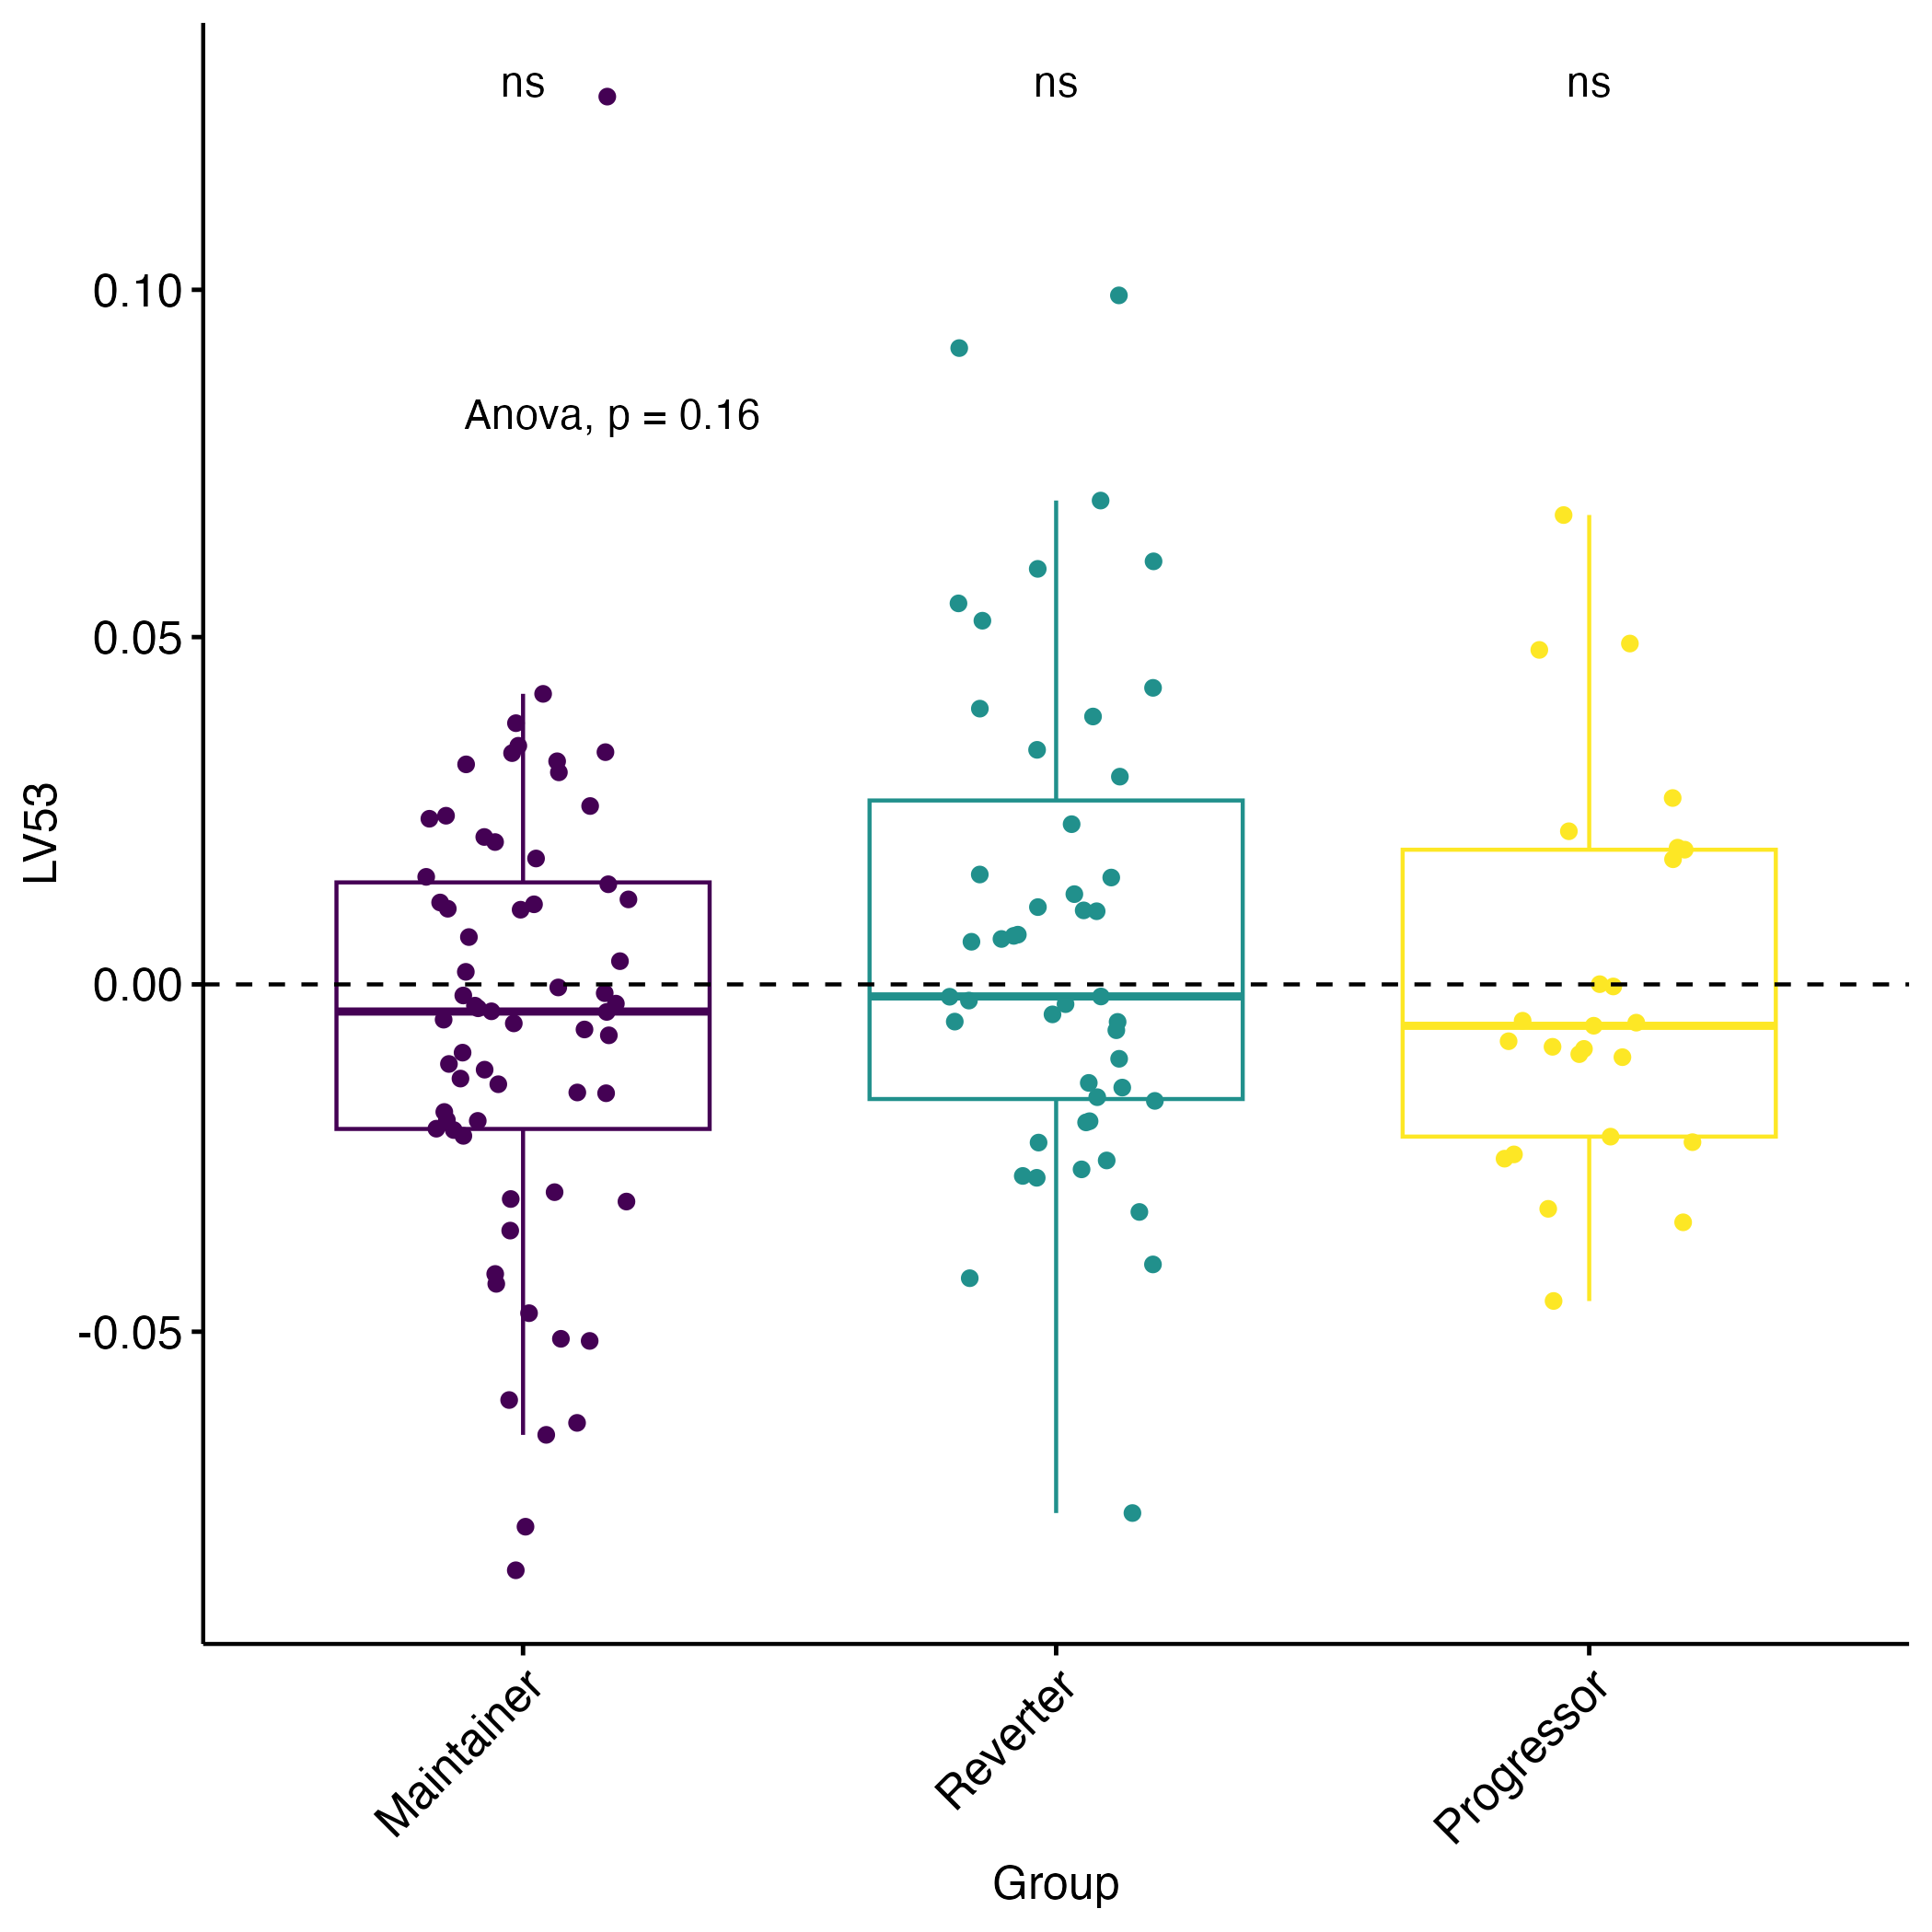 ns ns ns
0.10
Anova, p = 0.16
0.05
LV53
0.00
-0.05
Maintainer Reverter Progressor
Group